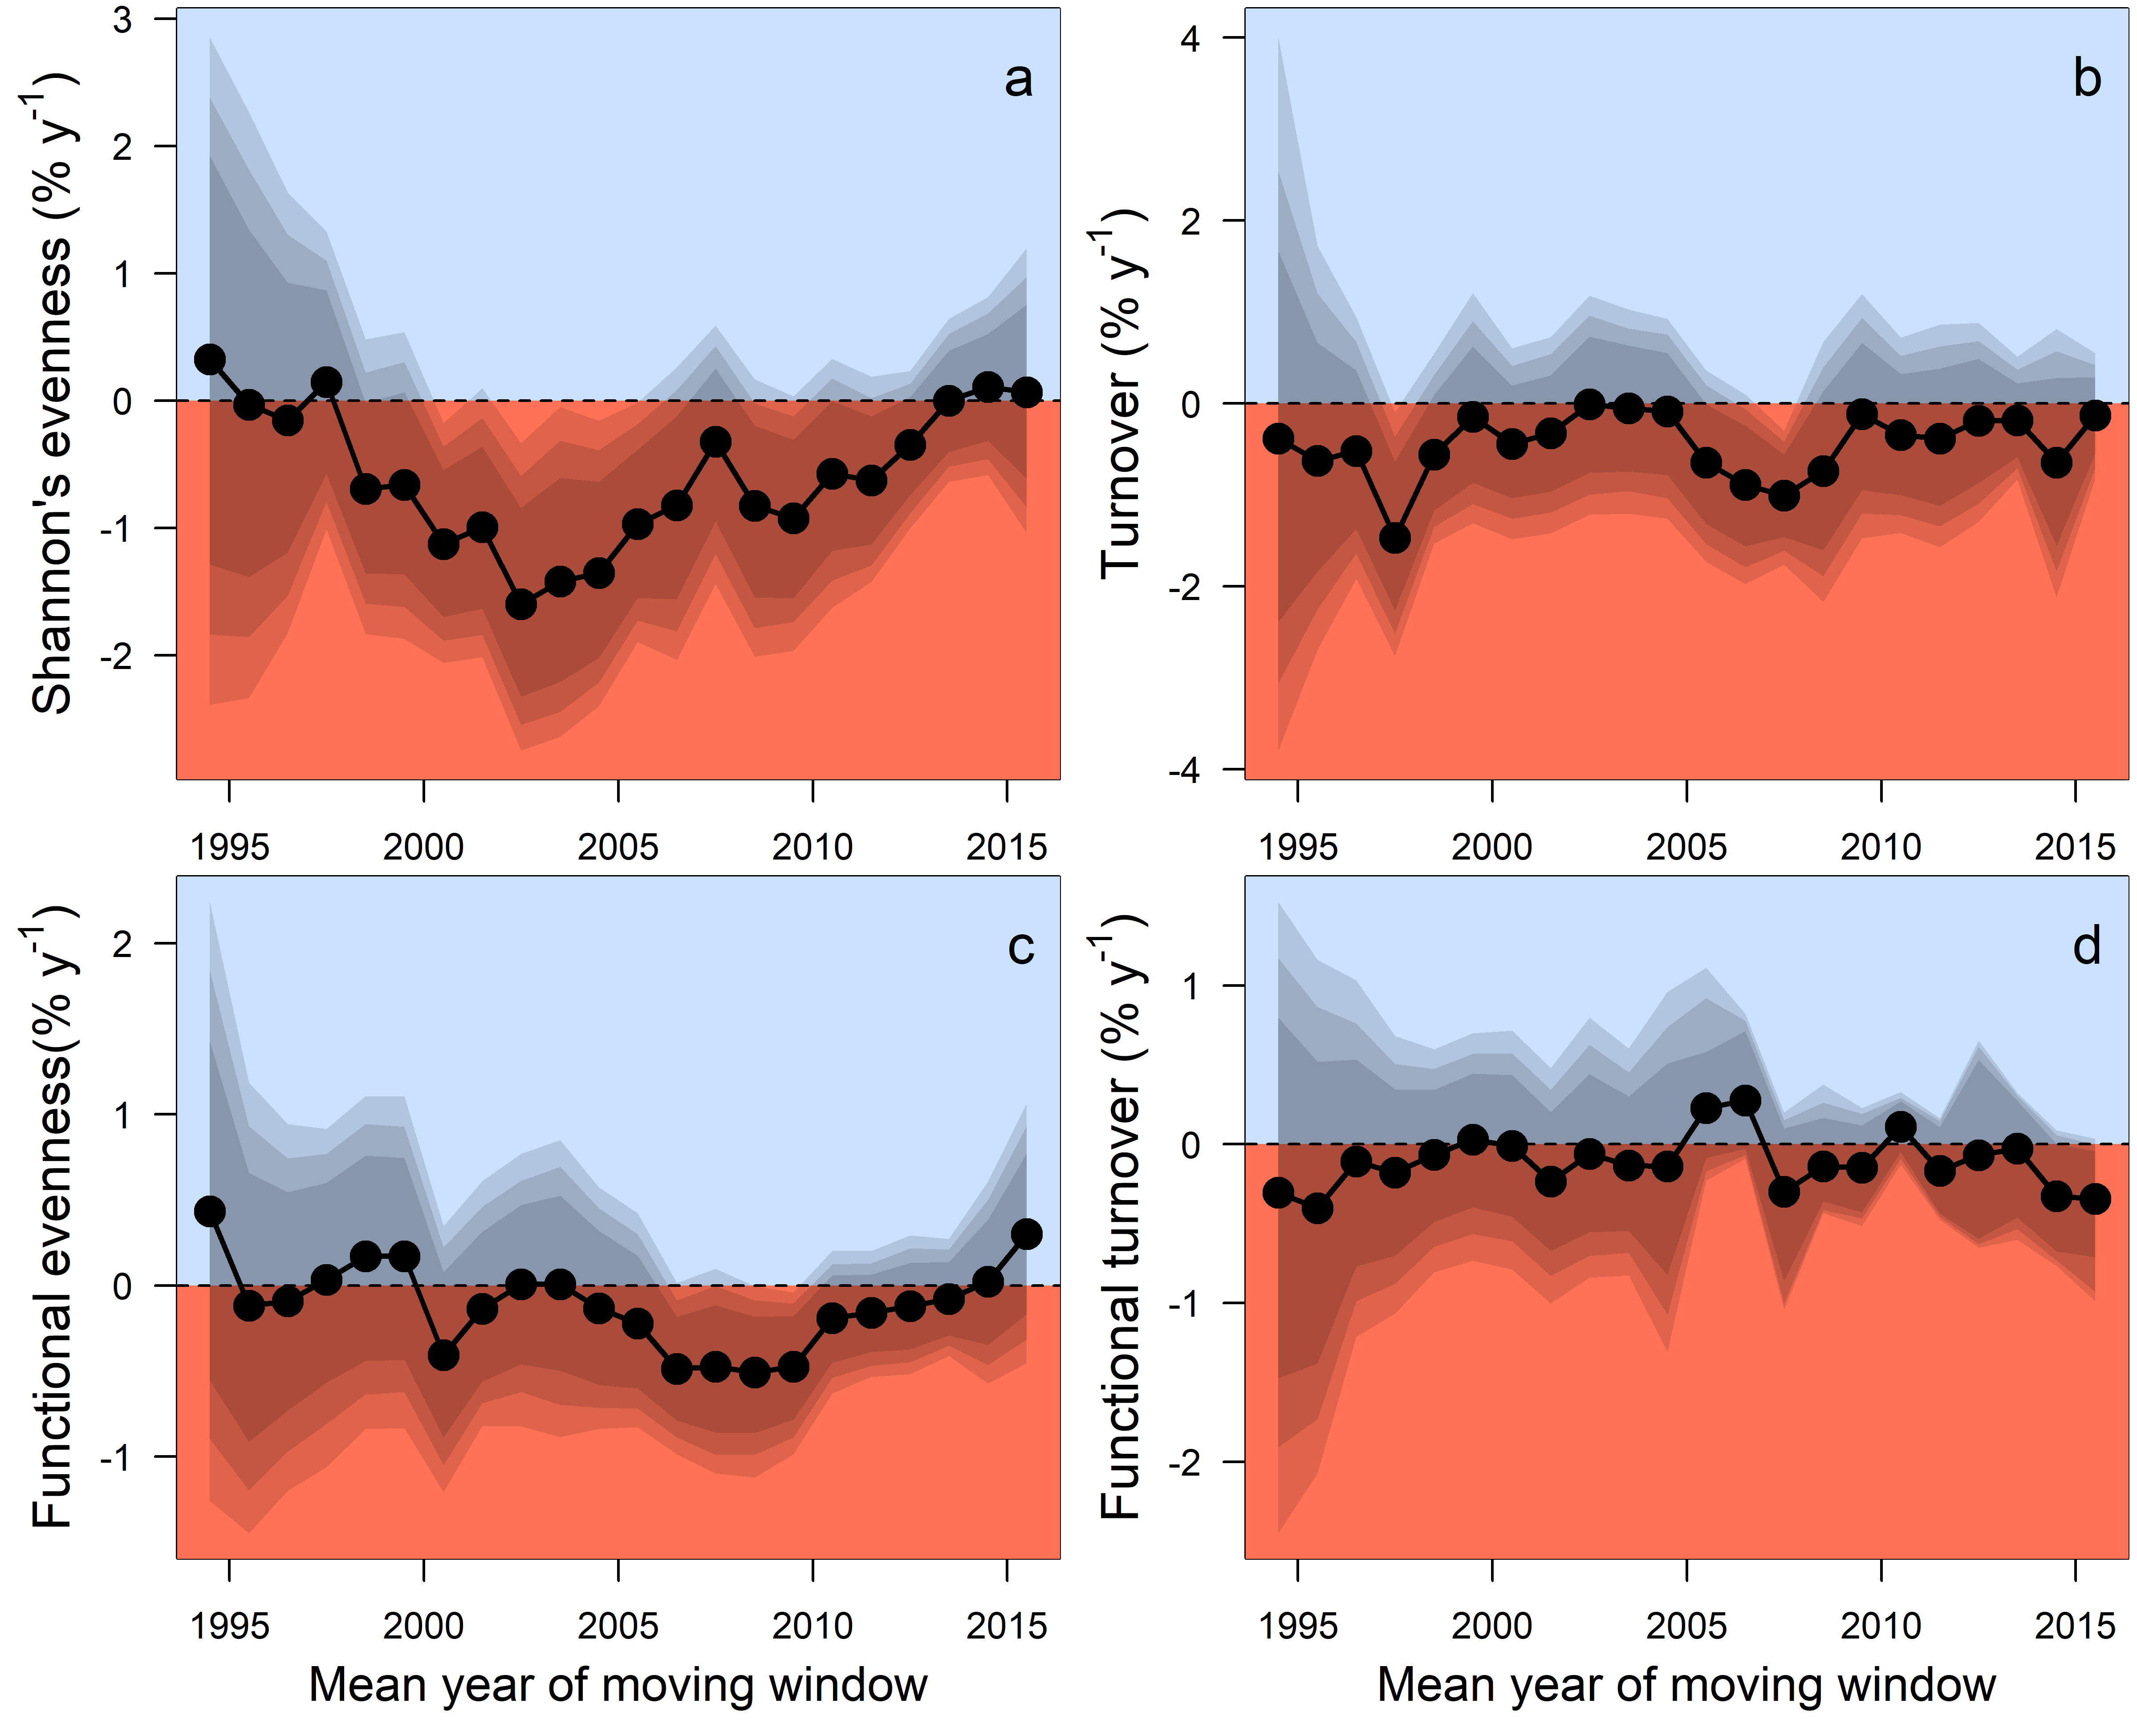 a
Shannon's evenness (% y⁻¹)
3
2
1
0
-1
-2
1995 2000 2005 2010 2015
b
Turnover (% y⁻¹)
4
2
0
-2
-4
1995 2000 2005 2010 2015
c
Functional evenness(% y⁻¹)
2
1
0
-1
1995 2000 2005 2010 2015
Mean year of moving window
d
Functional turnover (% y⁻¹)
1
0
-1
-2
1995 2000 2005 2010 2015
Mean year of moving window